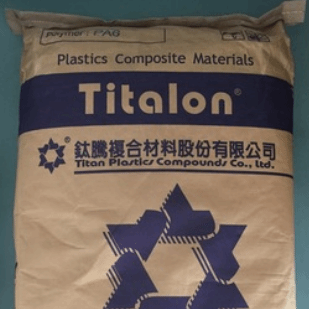 Polymer: PA6
Plastics Composite Materials
Titalon®
® 鈦騰複合材料股份有限公司
Titan Plastics Compounds Co., Ltd.